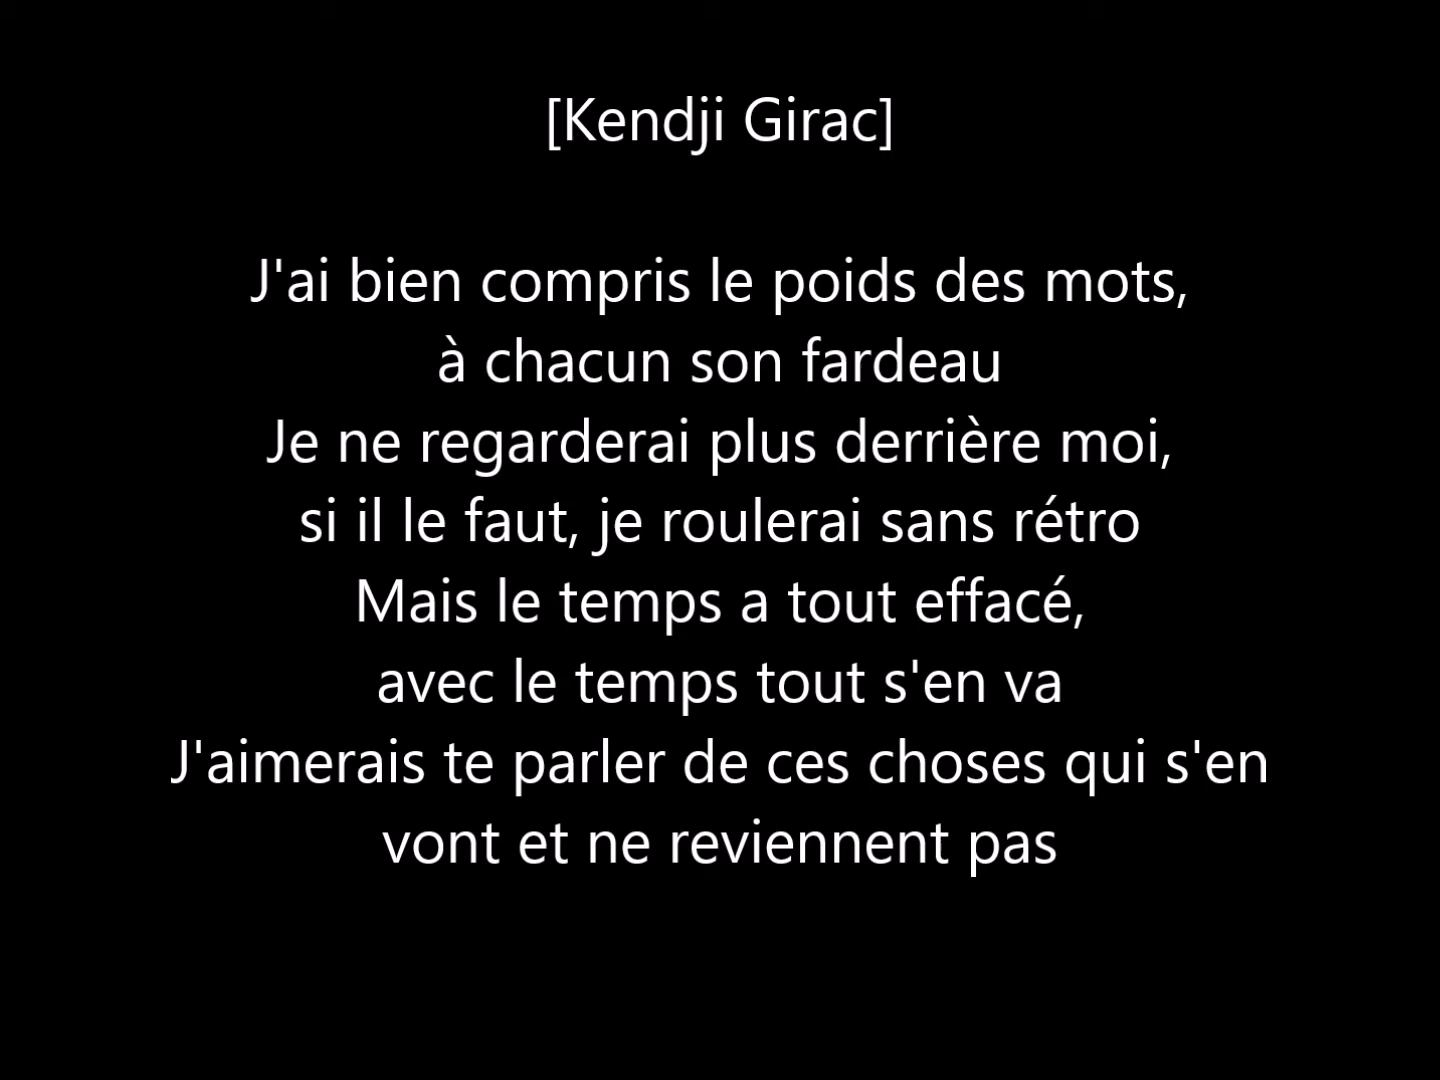 [Kendji Girac]
J'ai bien compris le poids des mots,
à chacun son fardeau
Je ne regarderai plus derrière moi,
si il le faut, je roulerai sans rétro
Mais le temps a tout effacé,
avec le temps tout s'en va
J'aimerais te parler de ces choses qui s'en
vont et ne reviennent pas